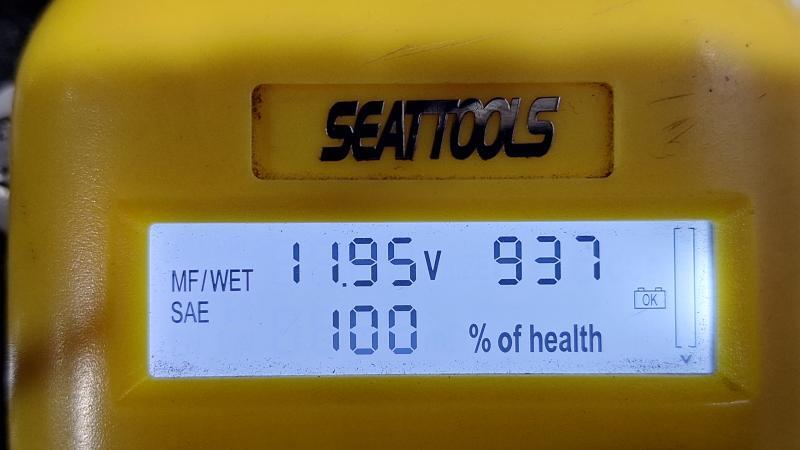 SEATTOOLS
MF/WET 11.95V 937
SAE
OK
100 % of health